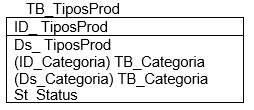 TB_TiposProd
ID_ TiposProd
Ds_ TiposProd
(ID_Categoria) TB_Categoria
(Ds_Categoria) TB_Categoria
St_Status